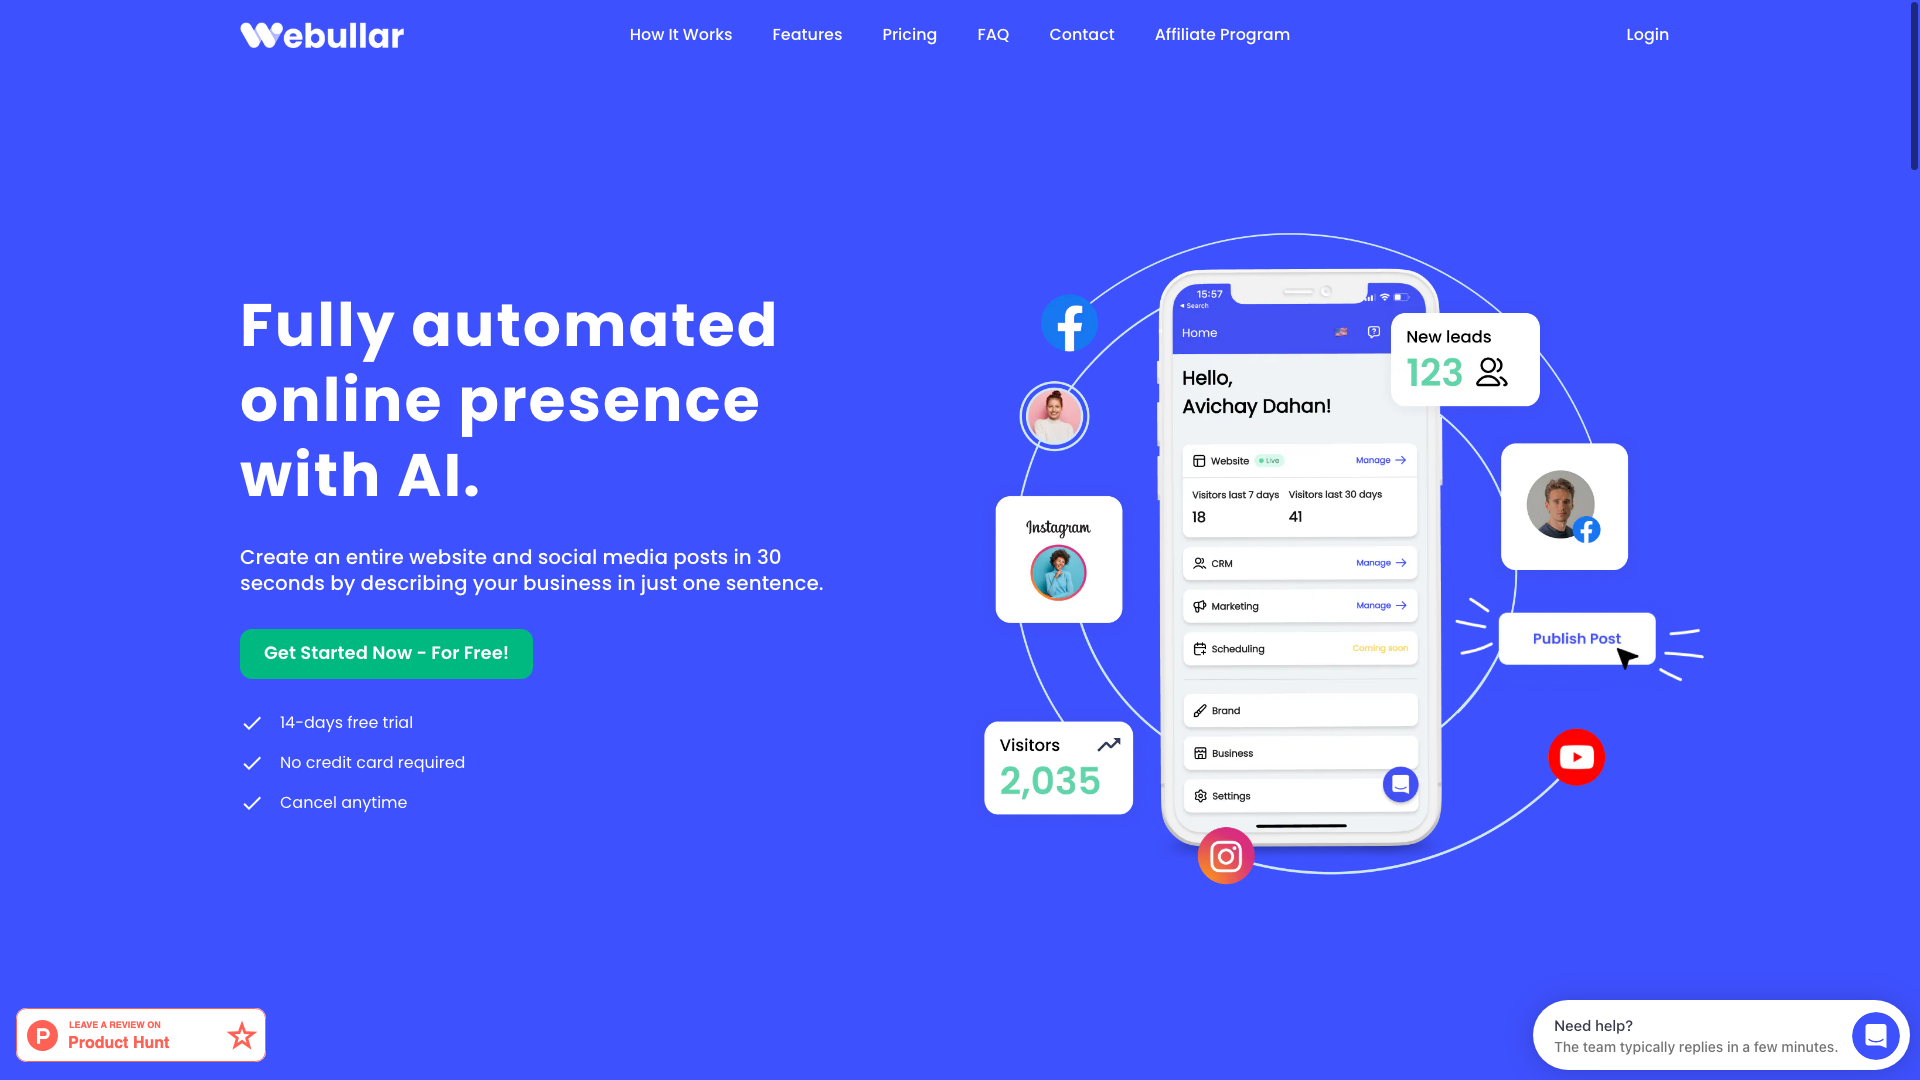 Webullar
How It Works
Features
Pricing
FAQ
Contact
Affiliate Program
Login
Fully automated
online presence
with AI.
Create an entire website and social media posts in 30
seconds by describing your business in just one sentence.
Get Started Now - For Free!
14-days free trial
No credit card required
Cancel anytime
15:57
Search
Home
Hello,
Avichay Dahan!
Website
Live
Manage
Visitors last 7 days
Visitors last 30 days
18
41
CRM
Manage
Marketing
Manage
Scheduling
Coming soon
Brand
Business
Settings
New leads
123
Instagram
Publish Post
Visitors
2,035
LEAVE A REVIEW ON
P
Product Hunt
Need help?
The team typically replies in a few minutes.